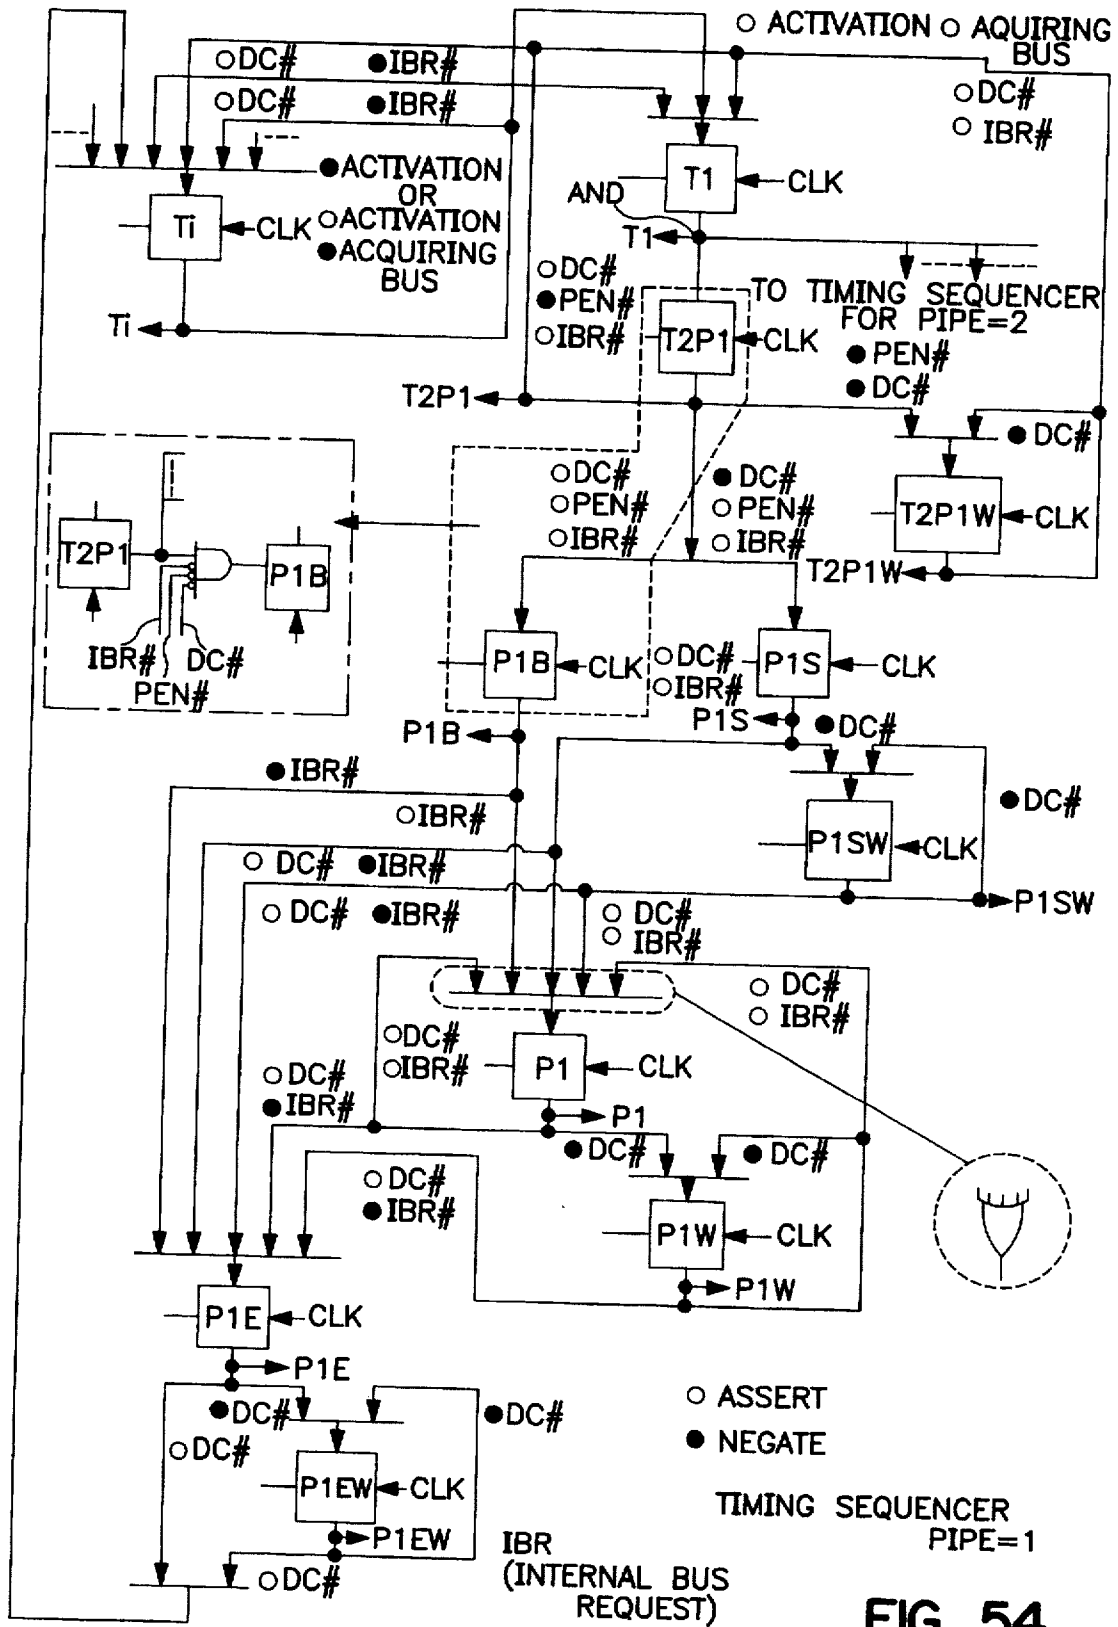 ○ ACTIVATION ○ AQUIRING
BUS
○ DC# ● IBR#
○ DC# ● IBR#
○ DC#
○ IBR#
● ACTIVATION
OR
○ ACTIVATION
● ACQUIRING
BUS
Ti
CLK
T1
CLK
AND
T1
Ti
○ DC#
● PEN#
○ IBR#
TO TIMING SEQUENCER
FOR PIPE=2
T2P1
CLK
● PEN#
● DC#
T2P1
● DC#
○ DC#
○ PEN#
○ IBR#
● DC#
○ PEN#
○ IBR#
T2P1W
CLK
T2P1W
T2P1
P1B
IBR#
DC#
PEN#
P1B
CLK
○ DC#
○ IBR#
P1S
CLK
P1S
P1B
● DC#
● IBR#
○ IBR#
● DC#
P1SW
CLK
○ DC# ● IBR#
○ DC# ● IBR#
P1SW
○ DC#
○ IBR#
○ DC#
○ IBR#
○ DC#
○ IBR#
P1
CLK
○ DC#
● IBR#
P1
● DC#
● DC#
○ DC#
● IBR#
P1W
CLK
P1W
P1E
CLK
P1E
● DC#
● DC#
○ DC#
○ ASSERT
● NEGATE
P1EW
CLK
P1EW
○ DC#
IBR
(INTERNAL BUS
REQUEST)
TIMING SEQUENCER
PIPE=1
FIG. 54